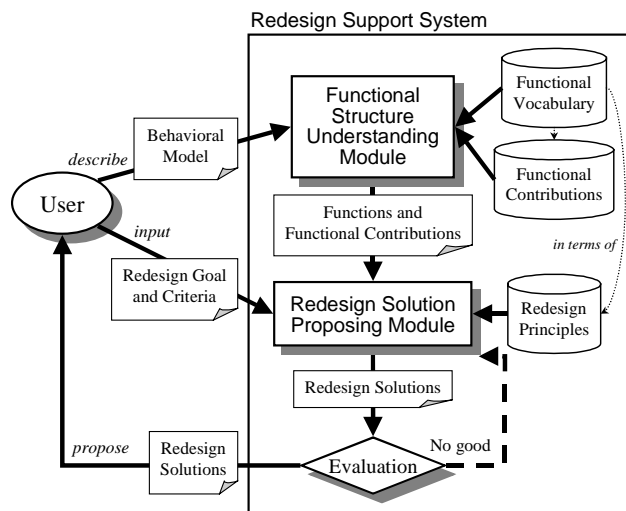 Redesign Support System
Functional
Structure
Understanding
Module
Functional
Vocabulary
Behavioral
Model
describe
Functional
Contributions
User
Functions and
Functional Contributions
input
in terms of
Redesign Goal
and Criteria
Redesign Solution
Proposing Module
Redesign
Principles
Redesign Solutions
propose
Redesign
Solutions
Evaluation
No good